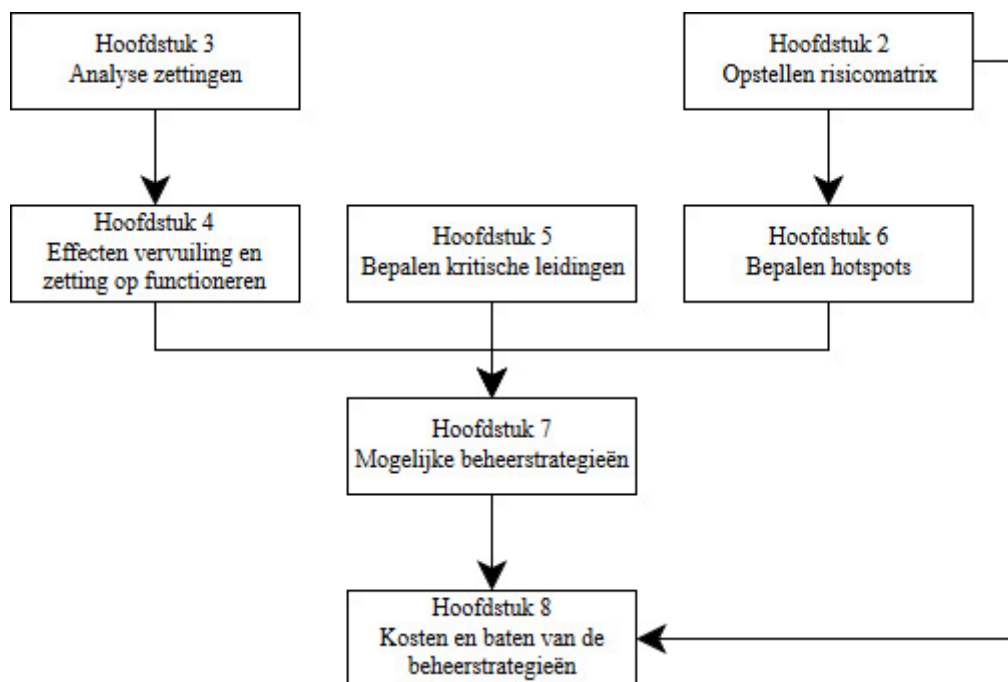 Hoofdstuk 3
Analyse zettingen
Hoofdstuk 2
Opstellen risicomatrix
Hoofdstuk 4
Effecten vervuiling en
zetting op functioneren
Hoofdstuk 5
Bepalen kritische leidingen
Hoofdstuk 6
Bepalen hotspots
Hoofdstuk 7
Mogelijke beheerstrategieën
Hoofdstuk 8
Kosten en baten van de
beheerstrategieën